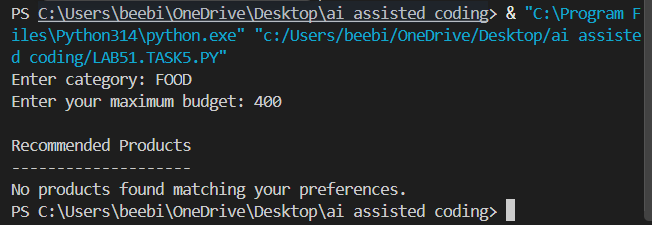 PS C:\Users\beebi\OneDrive\Desktop\ai assisted coding> & "C:\Program F
iles\Python314\python.exe" "c:/Users/beebi/OneDrive/Desktop/ai assiste
d coding/LAB51.TASK5.PY"
Enter category: FOOD
Enter your maximum budget: 400

Recommended Products
--------------------
No products found matching your preferences.
PS C:\Users\beebi\OneDrive\Desktop\ai assisted coding>